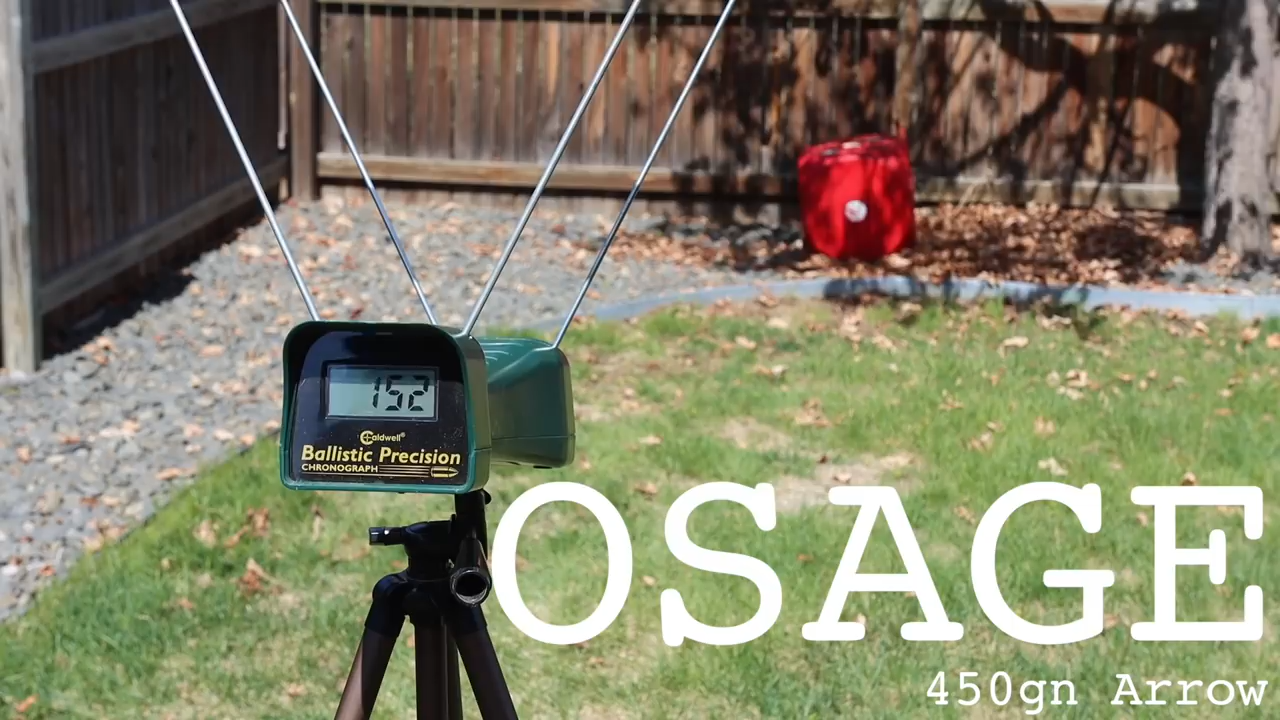 152
Caldwell®
Ballistic Precision
CHRONOGRAPH
OSAGE
450gn Arrow